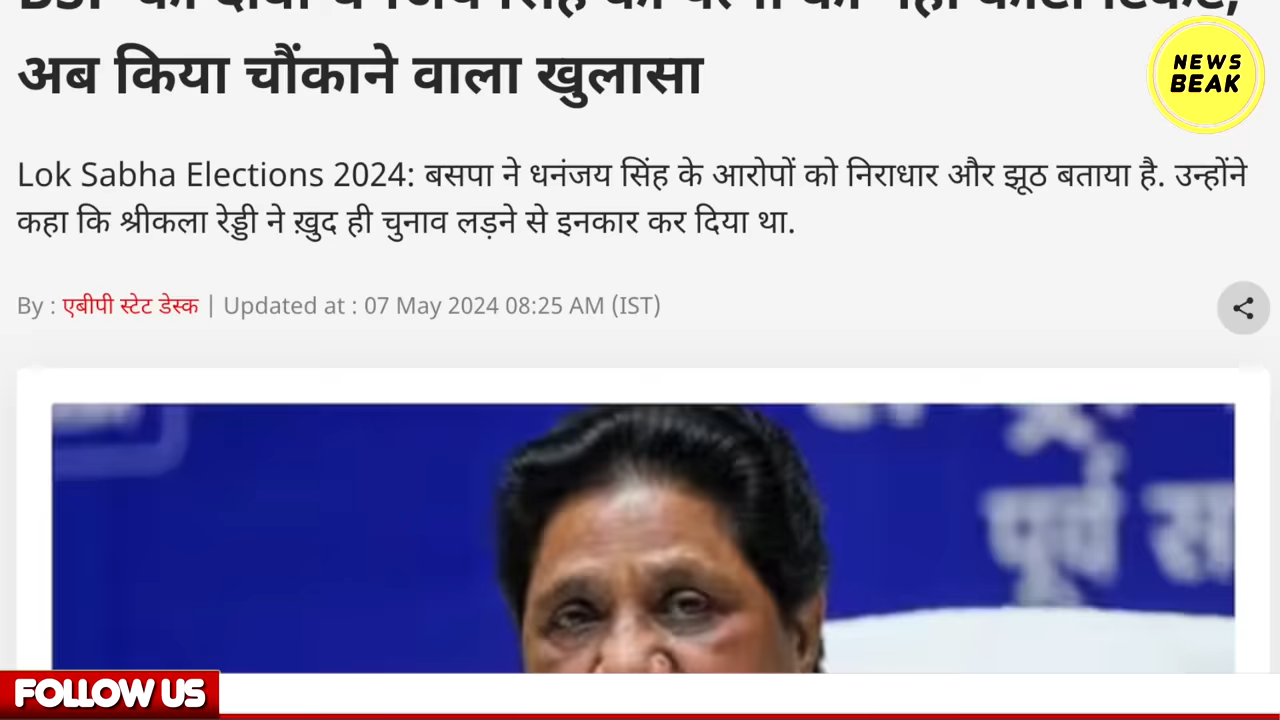 अब किया चौंकाने वाला खुलासा
NEWS
BEAK
Lok Sabha Elections 2024: बसपा ने धनंजय सिंह के आरोपों को निराधार और झूठ बताया है. उन्होंने
कहा कि श्रीकला रेड्डी ने ख़ुद ही चुनाव लड़ने से इनकार कर दिया था.
By : एबीपी स्टेट डेस्क | Updated at : 07 May 2024 08:25 AM (IST)
पूर्व
FOLLOW US